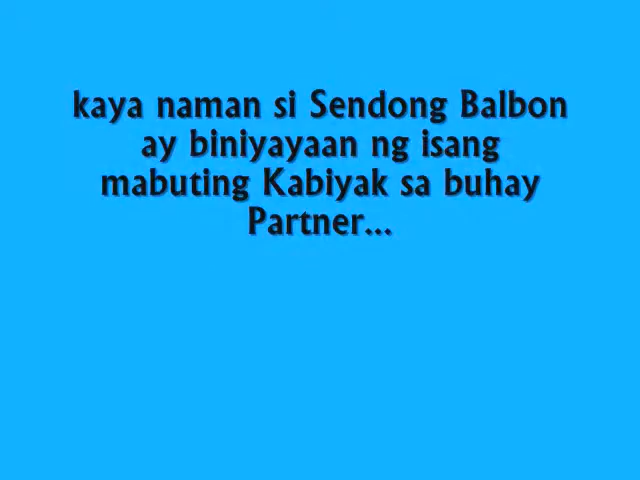 kaya naman si Sendong Balbon
ay biniyayaan ng isang
mabuting Kabiyak sa buhay
Partner...